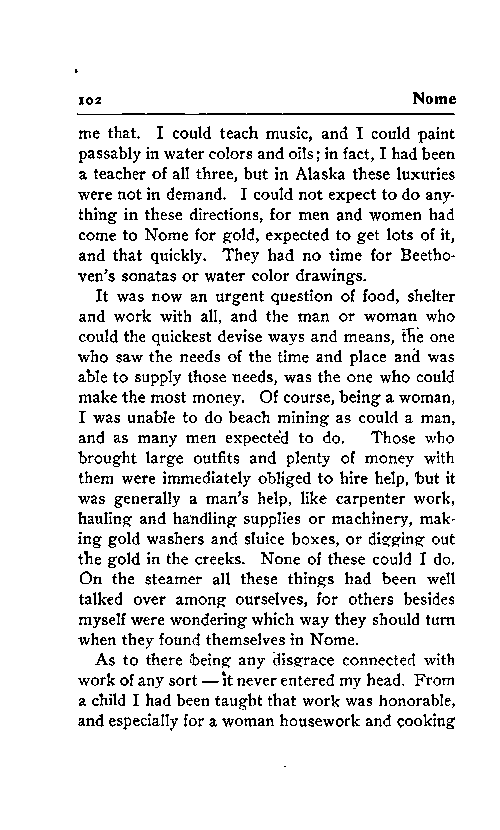 102 Nome
me that. I could teach music, and I could paint
passably in water colors and oils; in fact, I had been
a teacher of all three, but in Alaska these luxuries
were not in demand. I could not expect to do any-
thing in these directions, for men and women had
come to Nome for gold, expected to get lots of it,
and that quickly. They had no time for Beetho-
ven's sonatas or water color drawings.
It was now an urgent question of food, shelter
and work with all, and the man or woman who
could the quickest devise ways and means, the one
who saw the needs of the time and place and was
able to supply those needs, was the one who could
make the most money. Of course, being a woman,
I was unable to do beach mining as could a man,
and as many men expected to do. Those who
brought large outfits and plenty of money with
them were immediately obliged to hire help, but it
was generally a man's help, like carpenter work,
hauling and handling supplies or machinery, mak-
ing gold washers and sluice boxes, or digging out
the gold in the creeks. None of these could I do.
On the steamer all these things had been well
talked over among ourselves, for others besides
myself were wondering which way they should turn
when they found themselves in Nome.
As to there being any disgrace connected with
work of any sort — it never entered my head. From
a child I had been taught that work was honorable,
and especially for a woman housework and cooking